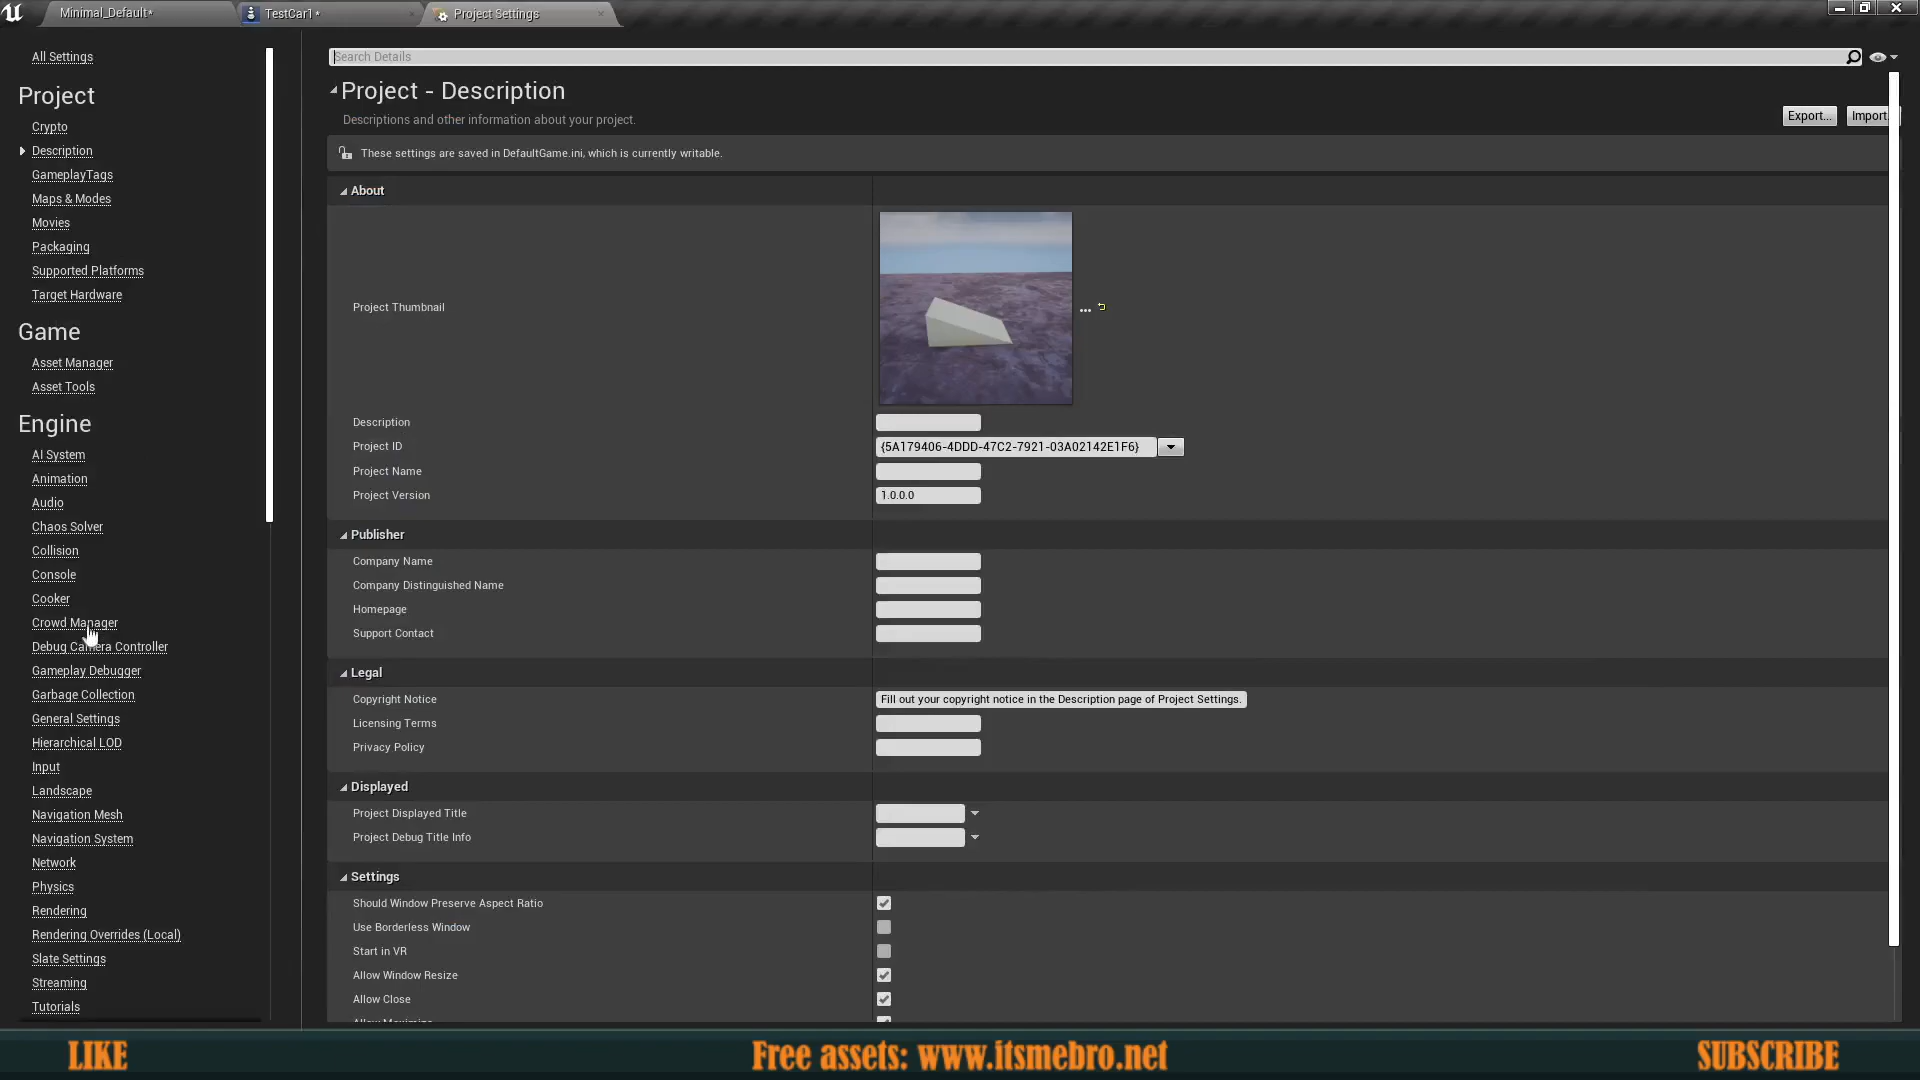 Minimal_Default*
TestCar1*
Project Settings
All Settings
Project
Crypto
Description
GameplayTags
Maps & Modes
Movies
Packaging
Supported Platforms
Target Hardware
Game
Asset Manager
Asset Tools
Engine
AI System
Animation
Audio
Chaos Solver
Collision
Console
Cooker
Crowd Manager
Debug Camera Controller
Gameplay Debugger
Garbage Collection
General Settings
Hierarchical LOD
Input
Landscape
Navigation Mesh
Navigation System
Network
Physics
Rendering
Rendering Overrides (Local)
Slate Settings
Streaming
Tutorials
Search Details
Project - Description
Descriptions and other information about your project.
Export...
Import
These settings are saved in DefaultGame.ini, which is currently writable.
About
Project Thumbnail
Description
Project ID {5A179406-4DDD-47C2-7921-03A02142E1F6}
Project Name
Project Version 1.0.0.0
Publisher
Company Name
Company Distinguished Name
Homepage
Support Contact
Legal
Copyright Notice Fill out your copyright notice in the Description page of Project Settings.
Licensing Terms
Privacy Policy
Displayed
Project Displayed Title
Project Debug Title Info
Settings
Should Window Preserve Aspect Ratio
Use Borderless Window
Start in VR
Allow Window Resize
Allow Close
LIKE
Free assets: www.itsmebro.net
SUBSCRIBE